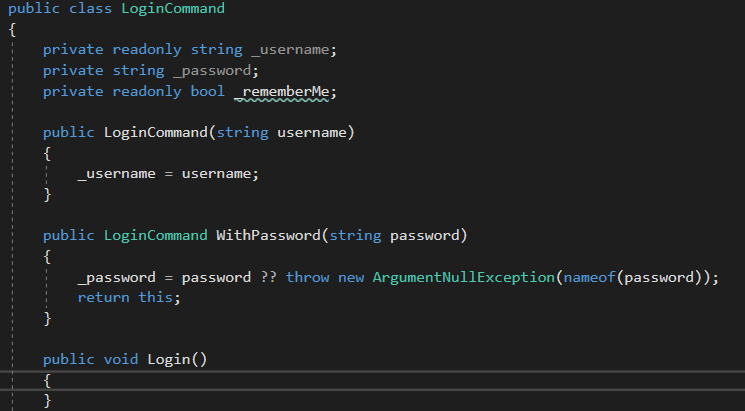 public class LoginCommand
{
private readonly string _username;
private string _password;
private readonly bool _rememberMe;
public LoginCommand(string username)
{
_username = username;
}
public LoginCommand WithPassword(string password)
{
_password = password ?? throw new ArgumentNullException(nameof(password));
return this;
}
public void Login()
{
}